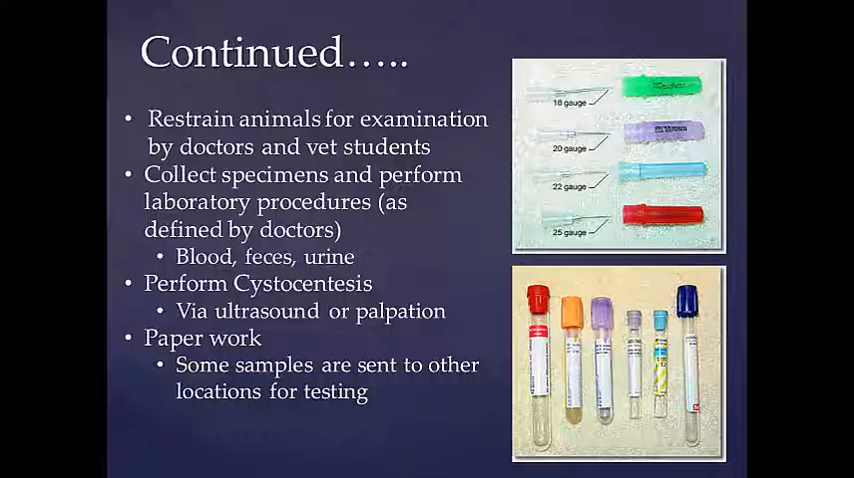 Continued…..
• Restrain animals for examination
by doctors and vet students
• Collect specimens and perform
laboratory procedures (as
defined by doctors)
• Blood, feces, urine
• Perform Cystocentesis
• Via ultrasound or palpation
• Paper work
• Some samples are sent to other
locations for testing
18 gauge
20 gauge
22 gauge
25 gauge